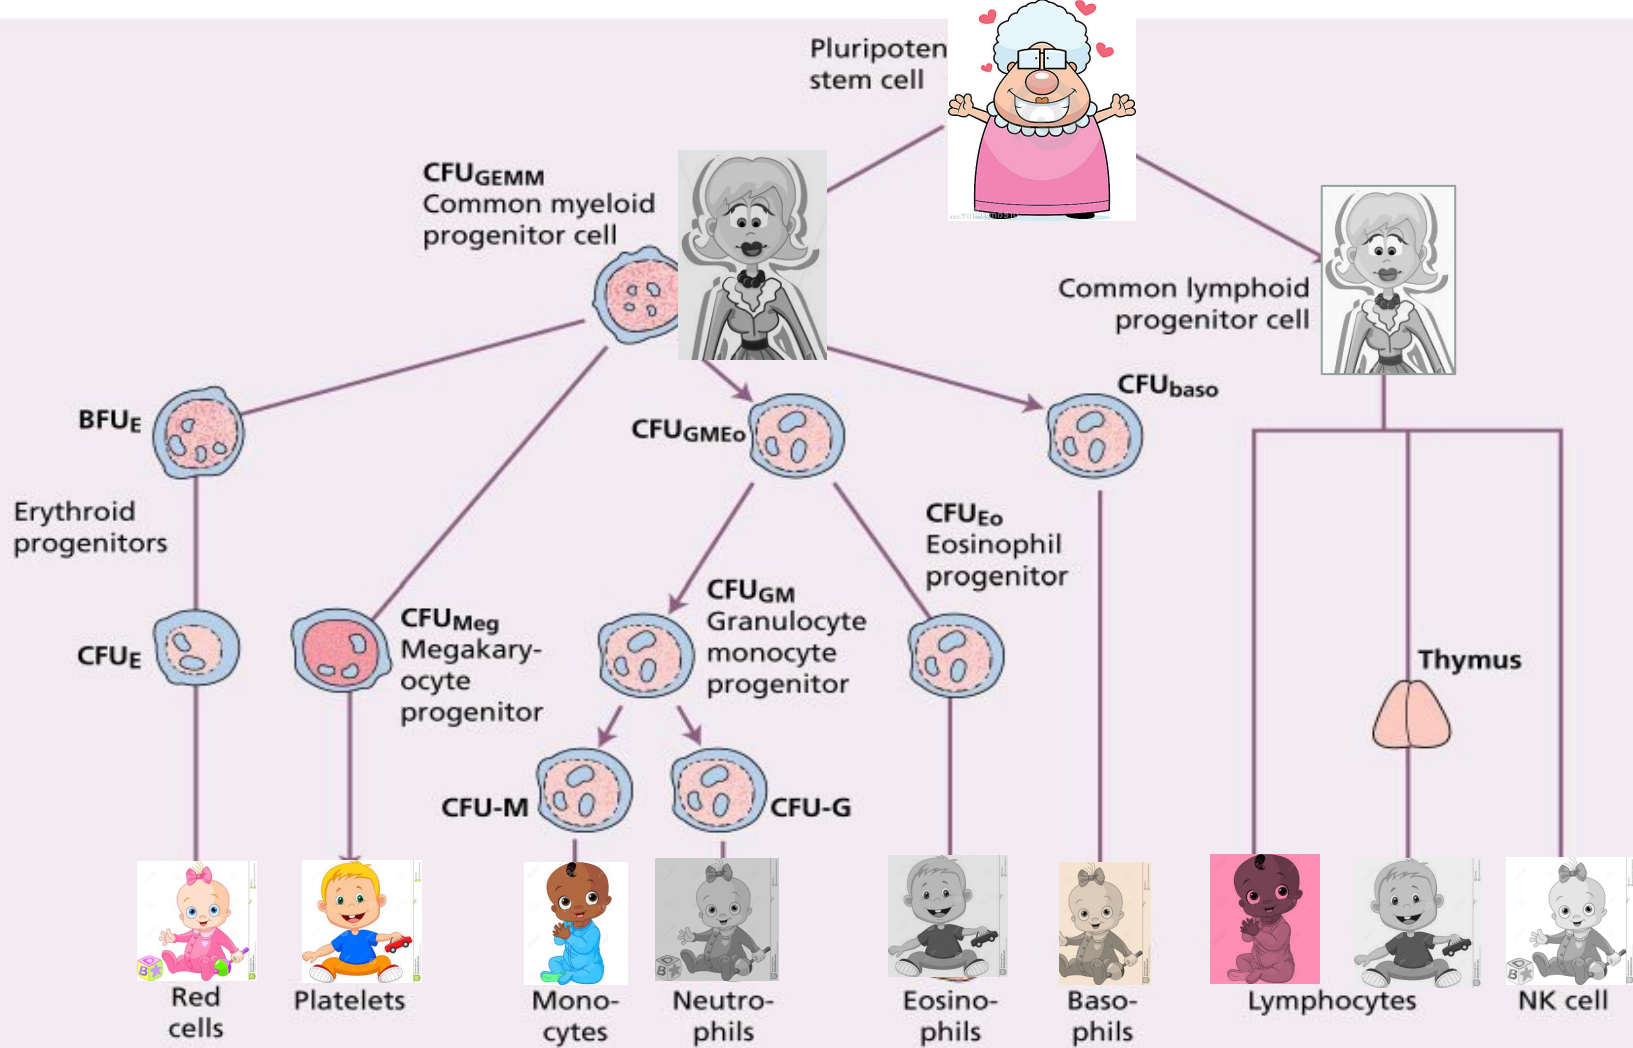 Pluripoten
stem cell
CFUGEMM
Common myeloid
progenitor cell
Common lymphoid
progenitor cell
BFUE
CFUGMEo
CFUbaso
Erythroid
progenitors
CFUEo
Eosinophil
progenitor
CFUE
CFUMeg
Megakary-
ocyte
progenitor
CFUGM
Granulocyte
monocyte
progenitor
Thymus
CFU-M
CFU-G
Red
cells
Platelets
Mono-
cytes
Neutro-
phils
Eosino-
phils
Baso-
phils
Lymphocytes
NK cell